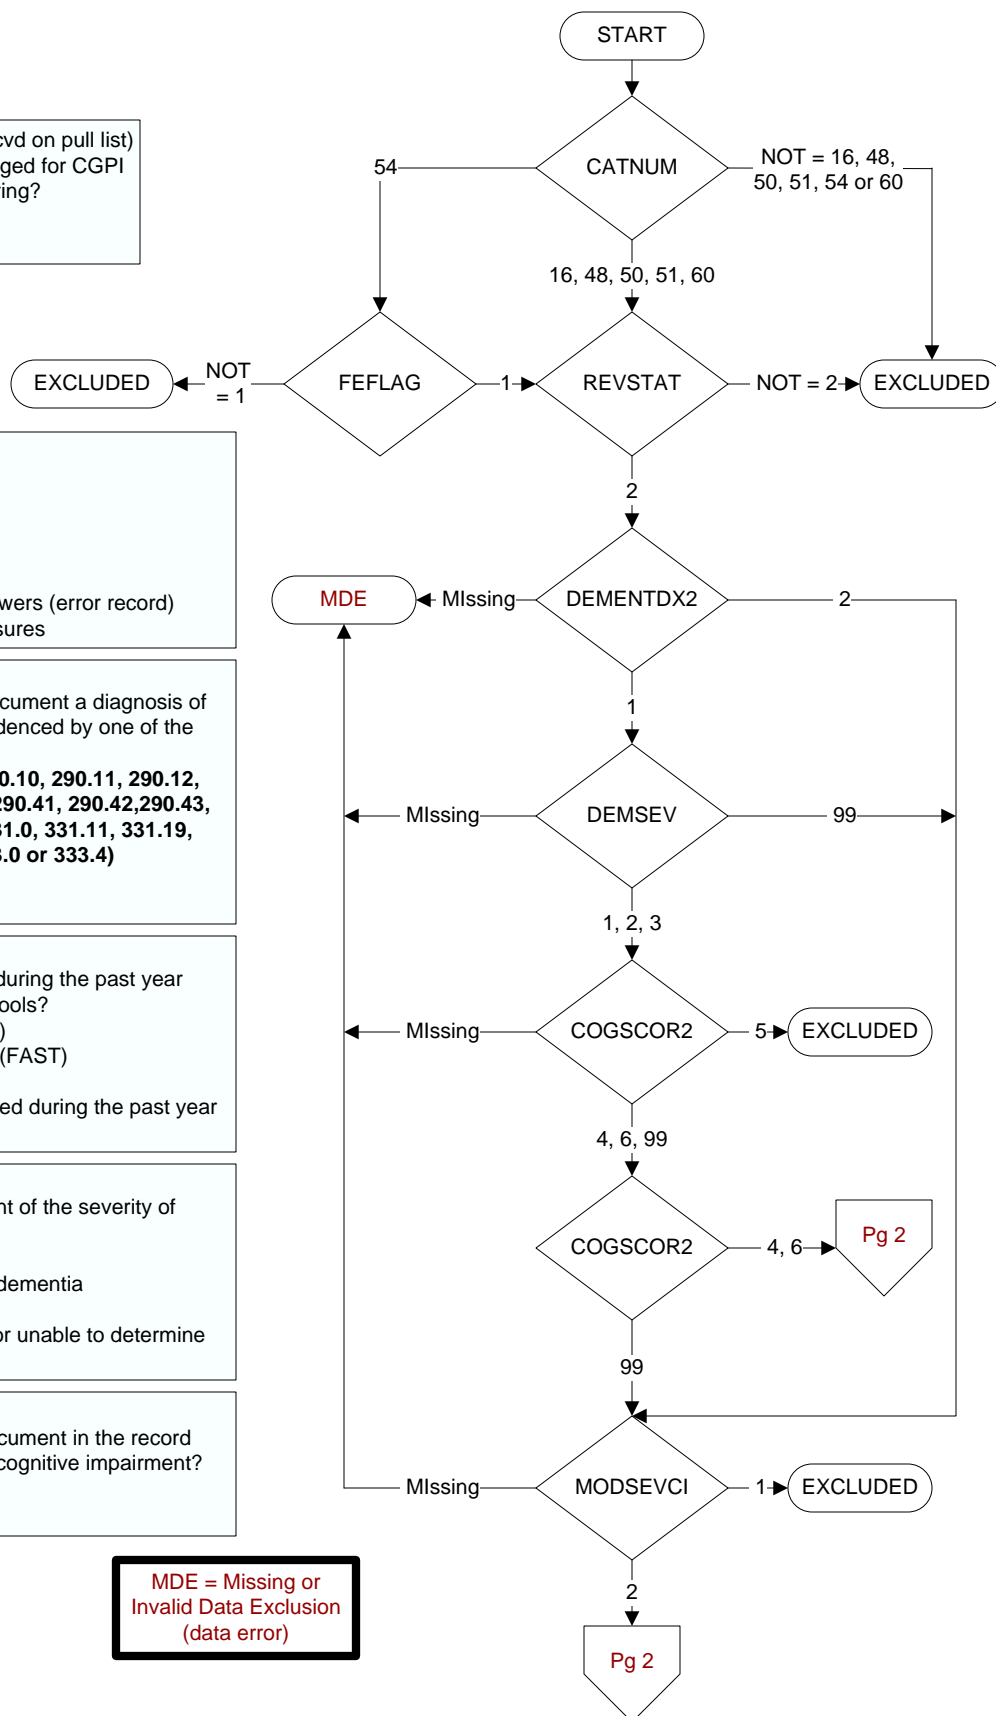 START
cvd on pull list)
ged for CGPI
ring?
54
CATNUM
NOT = 16, 48,
50, 51, 54 or 60
16, 48, 50, 51, 60
EXCLUDED
NOT
= 1
FEFLAG
1
REVSTAT
NOT = 2
EXCLUDED
2
wers (error record)
sures
MDE
MIssing
DEMENTDX2
2
1
cument a diagnosis of
denced by one of the
0.10, 290.11, 290.12,
290.41, 290.42,290.43,
31.0, 331.11, 331.19,
3.0 or 333.4)
MIssing
DEMSEV
99
1, 2, 3
during the past year
ools?
)
(FAST)
ed during the past year
MIssing
COGSCOR2
5
EXCLUDED
4, 6, 99
nt of the severity of
dementia
or unable to determine
COGSCOR2
4, 6
Pg 2
99
cument in the record
cognitive impairment?
MIssing
MODSEVCI
1
EXCLUDED
2
MDE = Missing or
Invalid Data Exclusion
(data error)
Pg 2